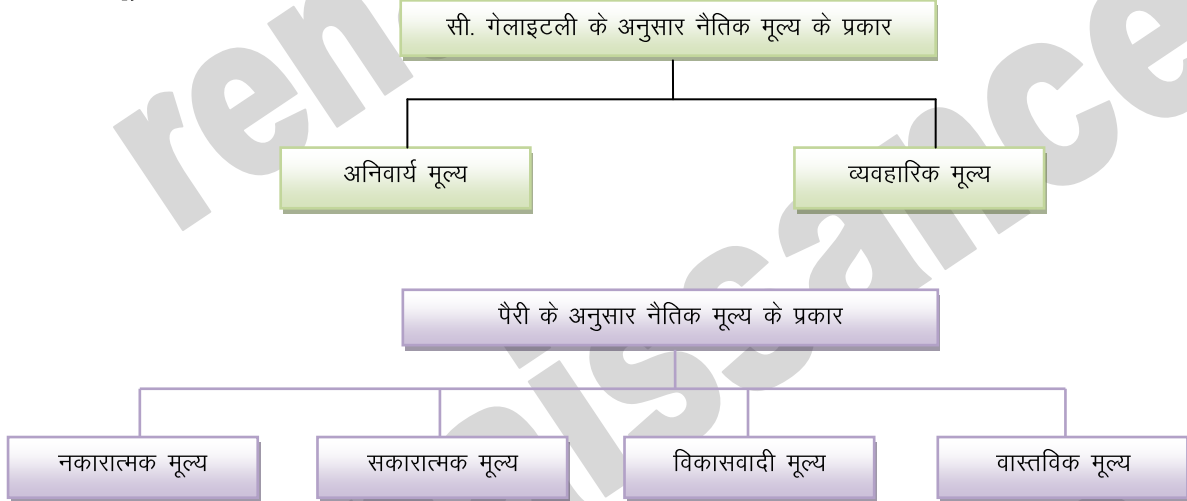 सी. गेलाइटली के अनुसार नैतिक मूल्य के प्रकार
अनिवार्य मूल्य
व्यवहारिक मूल्य
पैरी के अनुसार नैतिक मूल्य के प्रकार
नकारात्मक मूल्य
सकारात्मक मूल्य
विकासवादी मूल्य
वास्तविक मूल्य